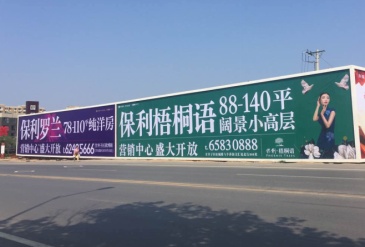 保利罗兰 78-110㎡纯洋房
营销中心 盛大开放 62405666
保利梧桐语 88-140平
阔景小高层
营销中心 盛大开放 65830888